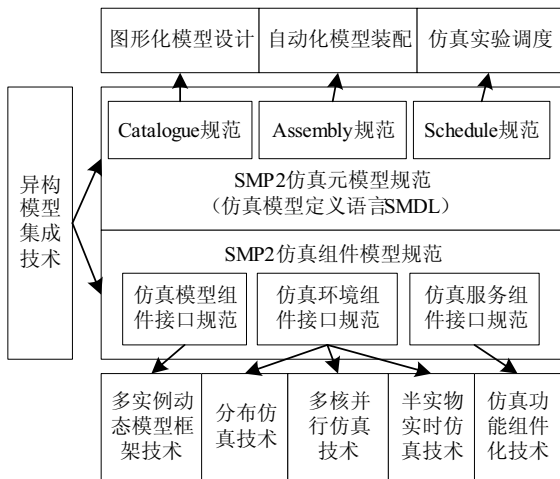 图形化模型设计
自动化模型装配
仿真实验调度
Catalogue规范
Assembly规范
Schedule规范
异构
模型
集成
技术
SMP2仿真元模型规范
（仿真模型定义语言SMDL）
SMP2仿真组件模型规范
仿真模型组
件接口规范
仿真环境组
件接口规范
仿真服务组
件接口规范
多实例动
态模型框
架技术
分布仿
真技术
多核并
行仿真
技术
半实物
实时仿
真技术
仿真功
能组件
化技术